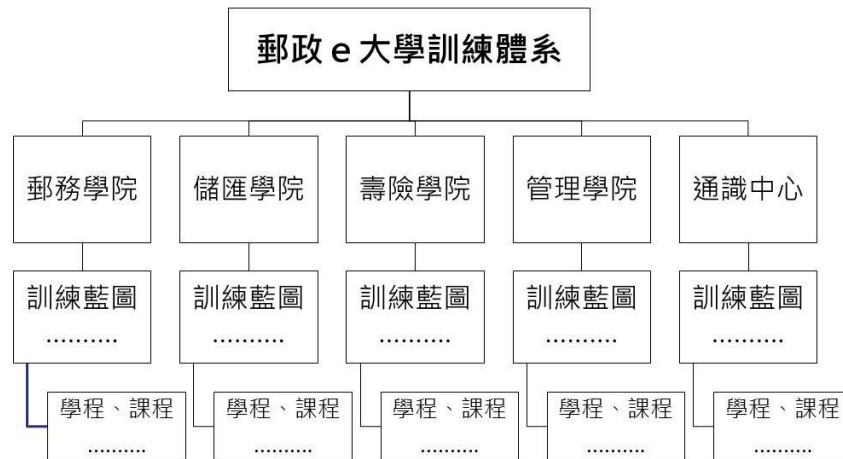 郵政e大學訓練體系
郵務學院
儲匯學院
壽險學院
管理學院
通識中心
訓練藍圖
..........
訓練藍圖
..........
訓練藍圖
..........
訓練藍圖
..........
訓練藍圖
..........
學程、課程
..........
學程、課程
..........
學程、課程
..........
學程、課程
..........
學程、課程
..........